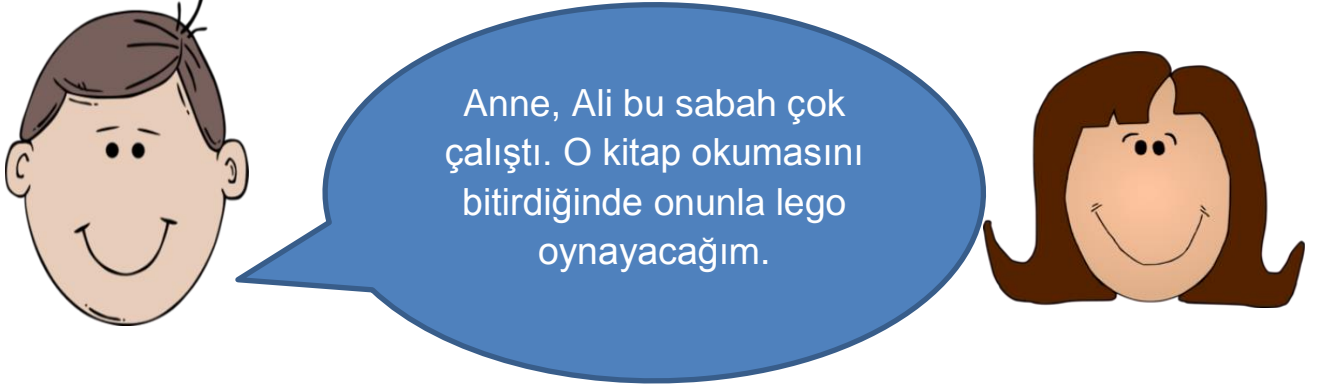 Anne, Ali bu sabah çok
çalıştı. O kitap okumasını
bitirdiğinde onunla lego
oynayacağım.